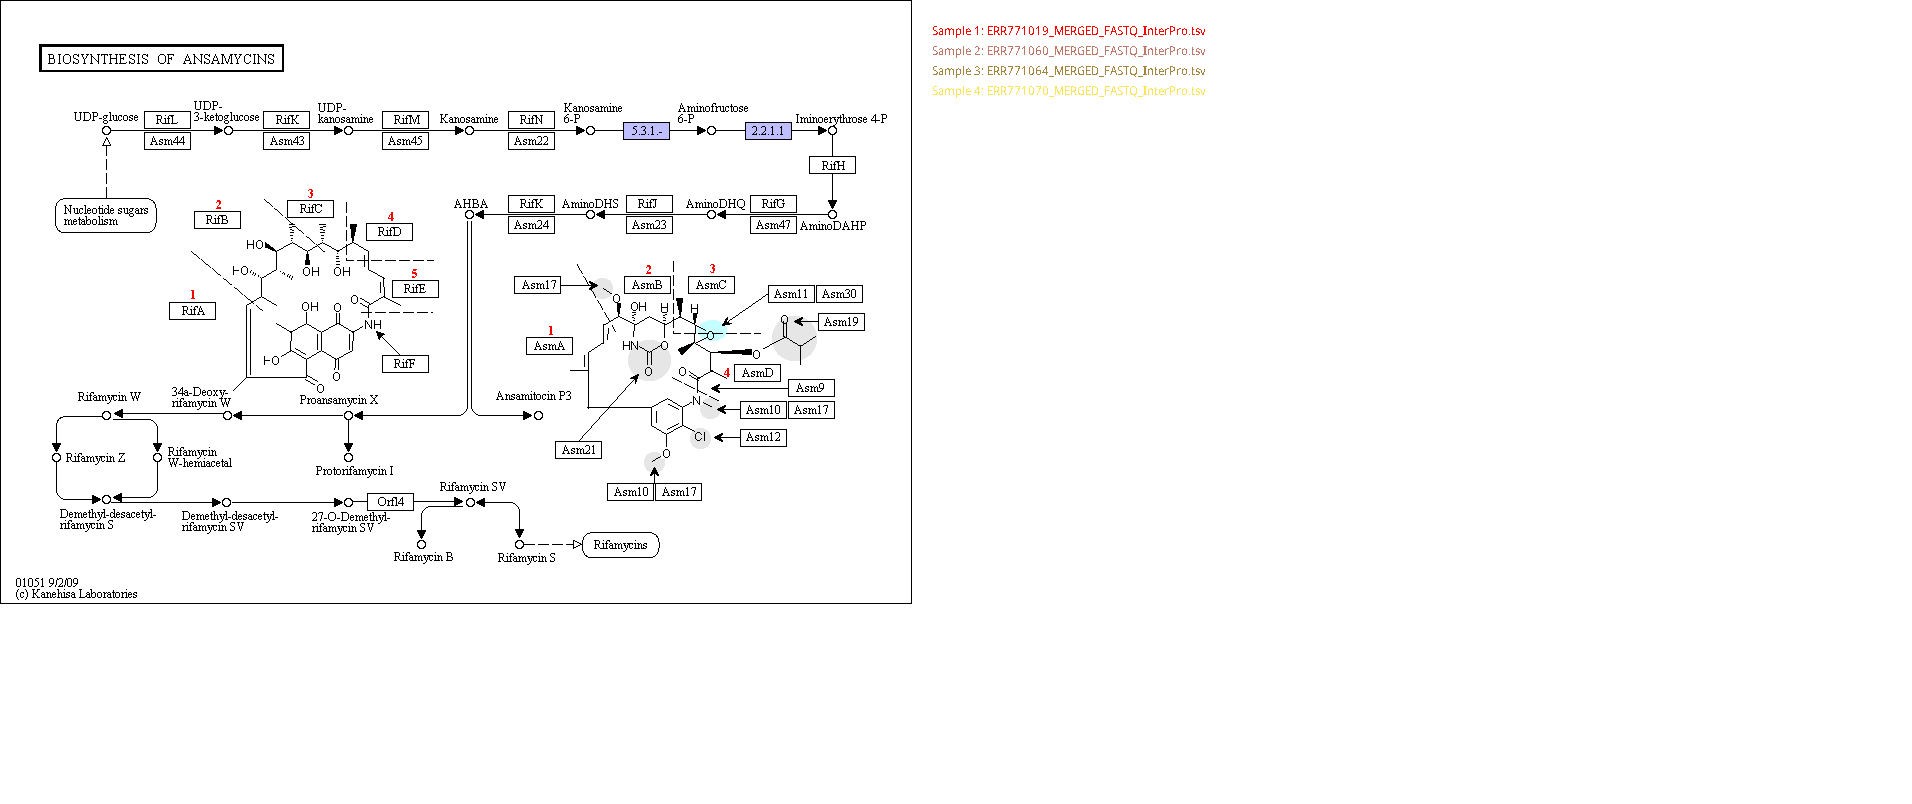 BIOSYNTHESIS OF ANSAMYCINS
Sample 1: ERR771019_MERGED_FASTQ_InterPro.tsv
Sample 2: ERR771060_MERGED_FASTQ_InterPro.tsv
Sample 3: ERR771064_MERGED_FASTQ_InterPro.tsv
Sample 4: ERR771070_MERGED_FASTQ_InterPro.tsv
UDP-glucose
RifL
Asm44
UDP-
3-ketoglucose
RifK
Asm43
UDP-
kanosamine
RifM
Asm45
Kanosamine
RifN
Asm22
Kanosamine
6-P
5.3.1.-
Aminofructose
6-P
2.2.1.1
Iminoerythrose 4-P
RifH
Nucleotide sugars
metabolism
AHBA
RifK
Asm24
AminoDHS
RifJ
Asm23
AminoDHQ
RifG
Asm47
AminoDAHP
1
RifA
2
RifB
3
RifC
4
RifD
5
RifE
RifF
HO
HO
OH
OH
OH
O
NH
O
O
HO
O
Asm17
1
AsmA
2
AsmB
3
AsmC
4
AsmD
Asm11
Asm30
Asm19
Asm9
Asm10
Asm17
Asm12
Asm21
Asm10
Asm17
O
OH
H
H
HN
O
O
O
O
O
O
N
Cl
O
Rifamycin W
34a-Deoxy-
rifamycin W
Proansamycin X
Ansamitocin P3
Rifamycin Z
Rifamycin
W-hemiacetal
Protorifamycin I
Demethyl-desacetyl-
rifamycin S
Demethyl-desacetyl-
rifamycin SV
27-O-Demethyl-
rifamycin SV
Orf14
Rifamycin SV
Rifamycin B
Rifamycin S
Rifamycins
01051 9/2/09
(c) Kanehisa Laboratories